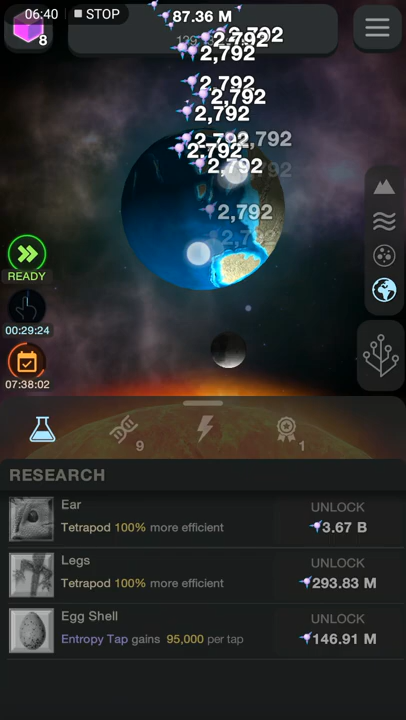 06:40 STOP
87.36 M
8
2,792
2,792
2,792
2,792
2,792
2,792
2,792
2,792
2,792
2,792
READY
00:29:24
07:38:02
9
1
RESEARCH
Ear
UNLOCK
Tetrapod 100% more efficient
3.67 B
Legs
UNLOCK
Tetrapod 100% more efficient
293.83 M
Egg Shell
UNLOCK
Entropy Tap gains 95,000 per tap
146.91 M